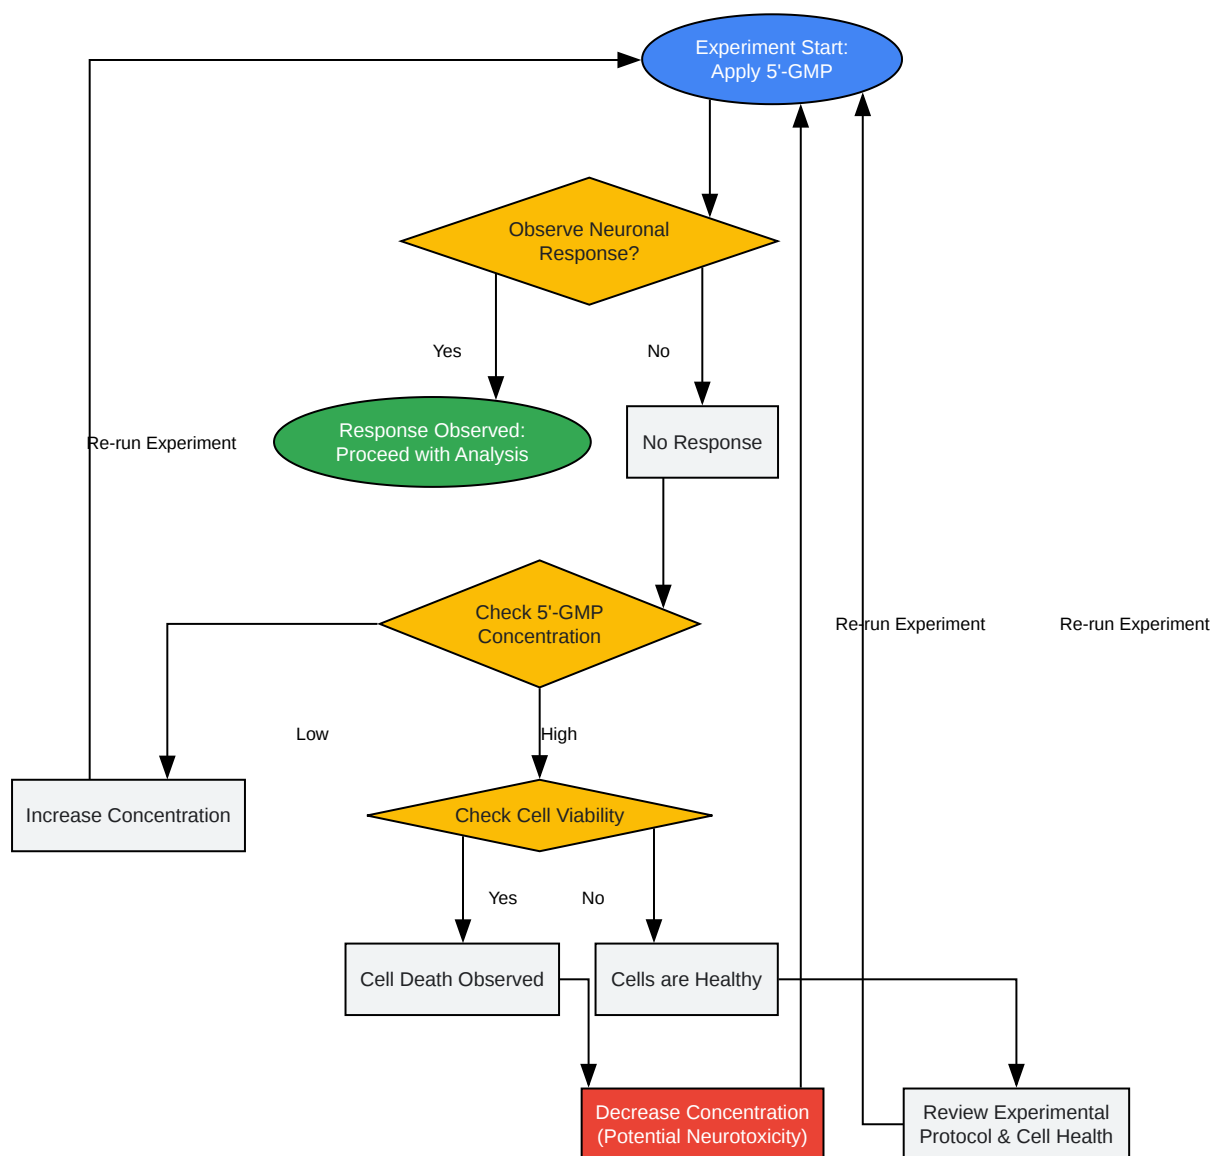 Experiment Start:
Apply 5'-GMP
Observe Neuronal
Response?
Yes
No
Response Observed:
Proceed with Analysis
No Response
Re-run Experiment
Check 5'-GMP
Concentration
Re-run Experiment
Re-run Experiment
Low
High
Increase Concentration
Check Cell Viability
Yes
No
Cell Death Observed
Cells are Healthy
Decrease Concentration
(Potential Neurotoxicity)
Review Experimental
Protocol & Cell Health